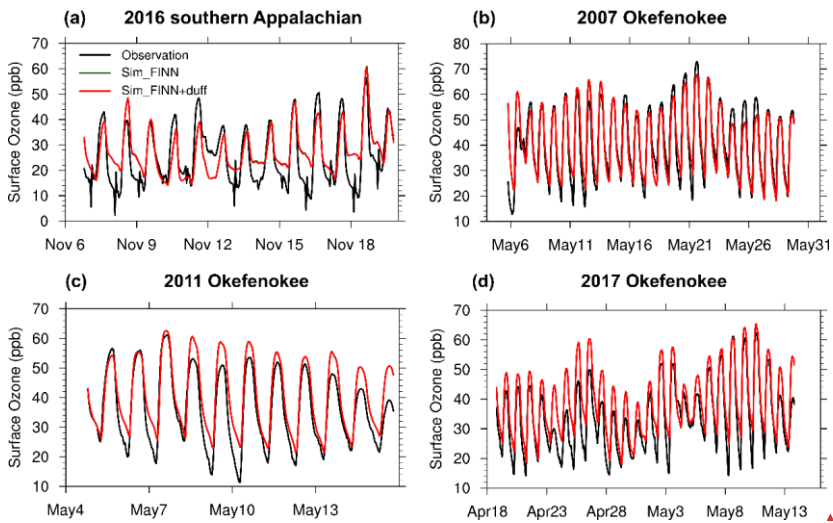 (a) 2016 southern Appalachian
Surface Ozone (ppb)
70
60
50
40
30
20
10
0
Observation
Sim_FINN
Sim_FINN+duff
Nov 6 Nov 9 Nov 12 Nov 15 Nov 18
(b) 2007 Okefenokee
Surface Ozone (ppb)
80
70
60
50
40
30
20
10
May6 May11 May16 May21 May26 May31
(c) 2011 Okefenokee
Surface Ozone (ppb)
70
60
50
40
30
20
10
May4 May7 May10 May13
(d) 2017 Okefenokee
Surface Ozone (ppb)
70
60
50
40
30
20
10
Apr18 Apr23 Apr28 May3 May8 May13